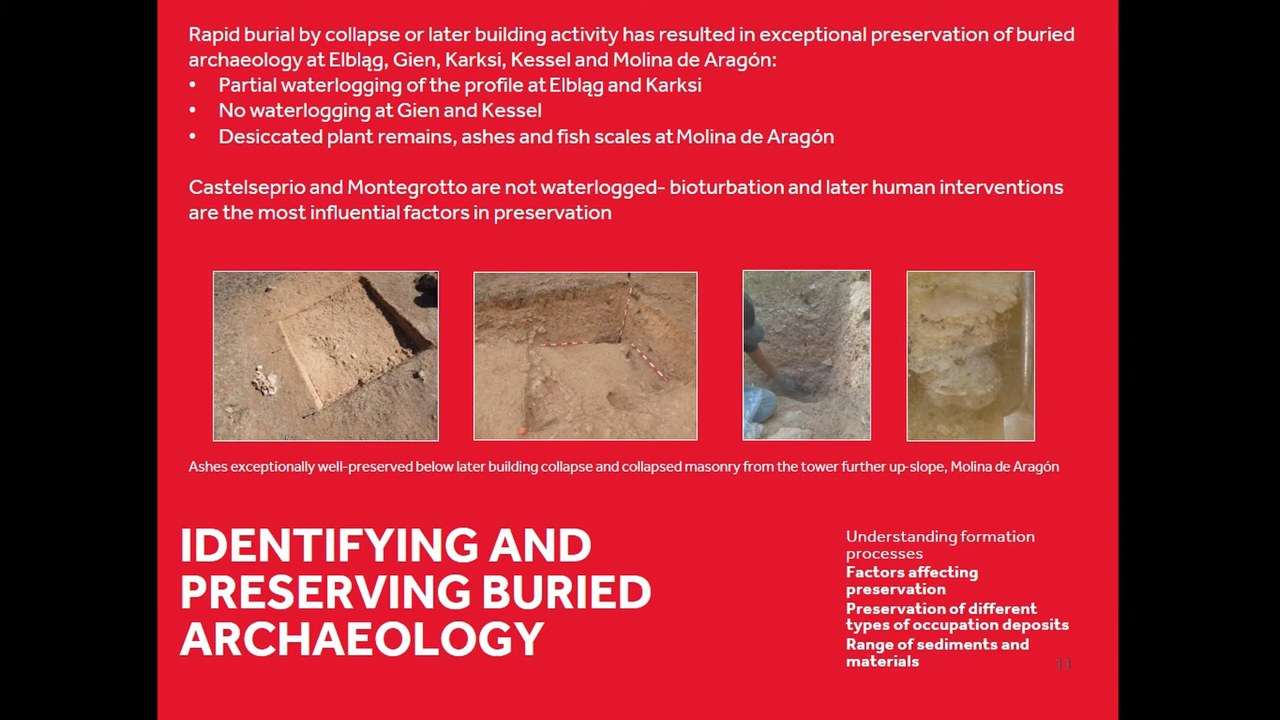 Rapid burial by collapse or later building activity has resulted in exceptional preservation of buried
archaeology at Elbląg, Gien, Karksi, Kessel and Molina de Aragón:
• Partial waterlogging of the profile at Elbląg and Karksi
• No waterlogging at Gien and Kessel
• Desiccated plant remains, ashes and fish scales at Molina de Aragón
Castelseprio and Montegrotto are not waterlogged- bioturbation and later human interventions
are the most influential factors in preservation
Ashes exceptionally well-preserved below later building collapse and collapsed masonry from the tower further up-slope, Molina de Aragón
IDENTIFYING AND
PRESERVING BURIED
ARCHAEOLOGY
Understanding formation
processes
Factors affecting
preservation
Preservation of different
types of occupation deposits
Range of sediments and
materials
11